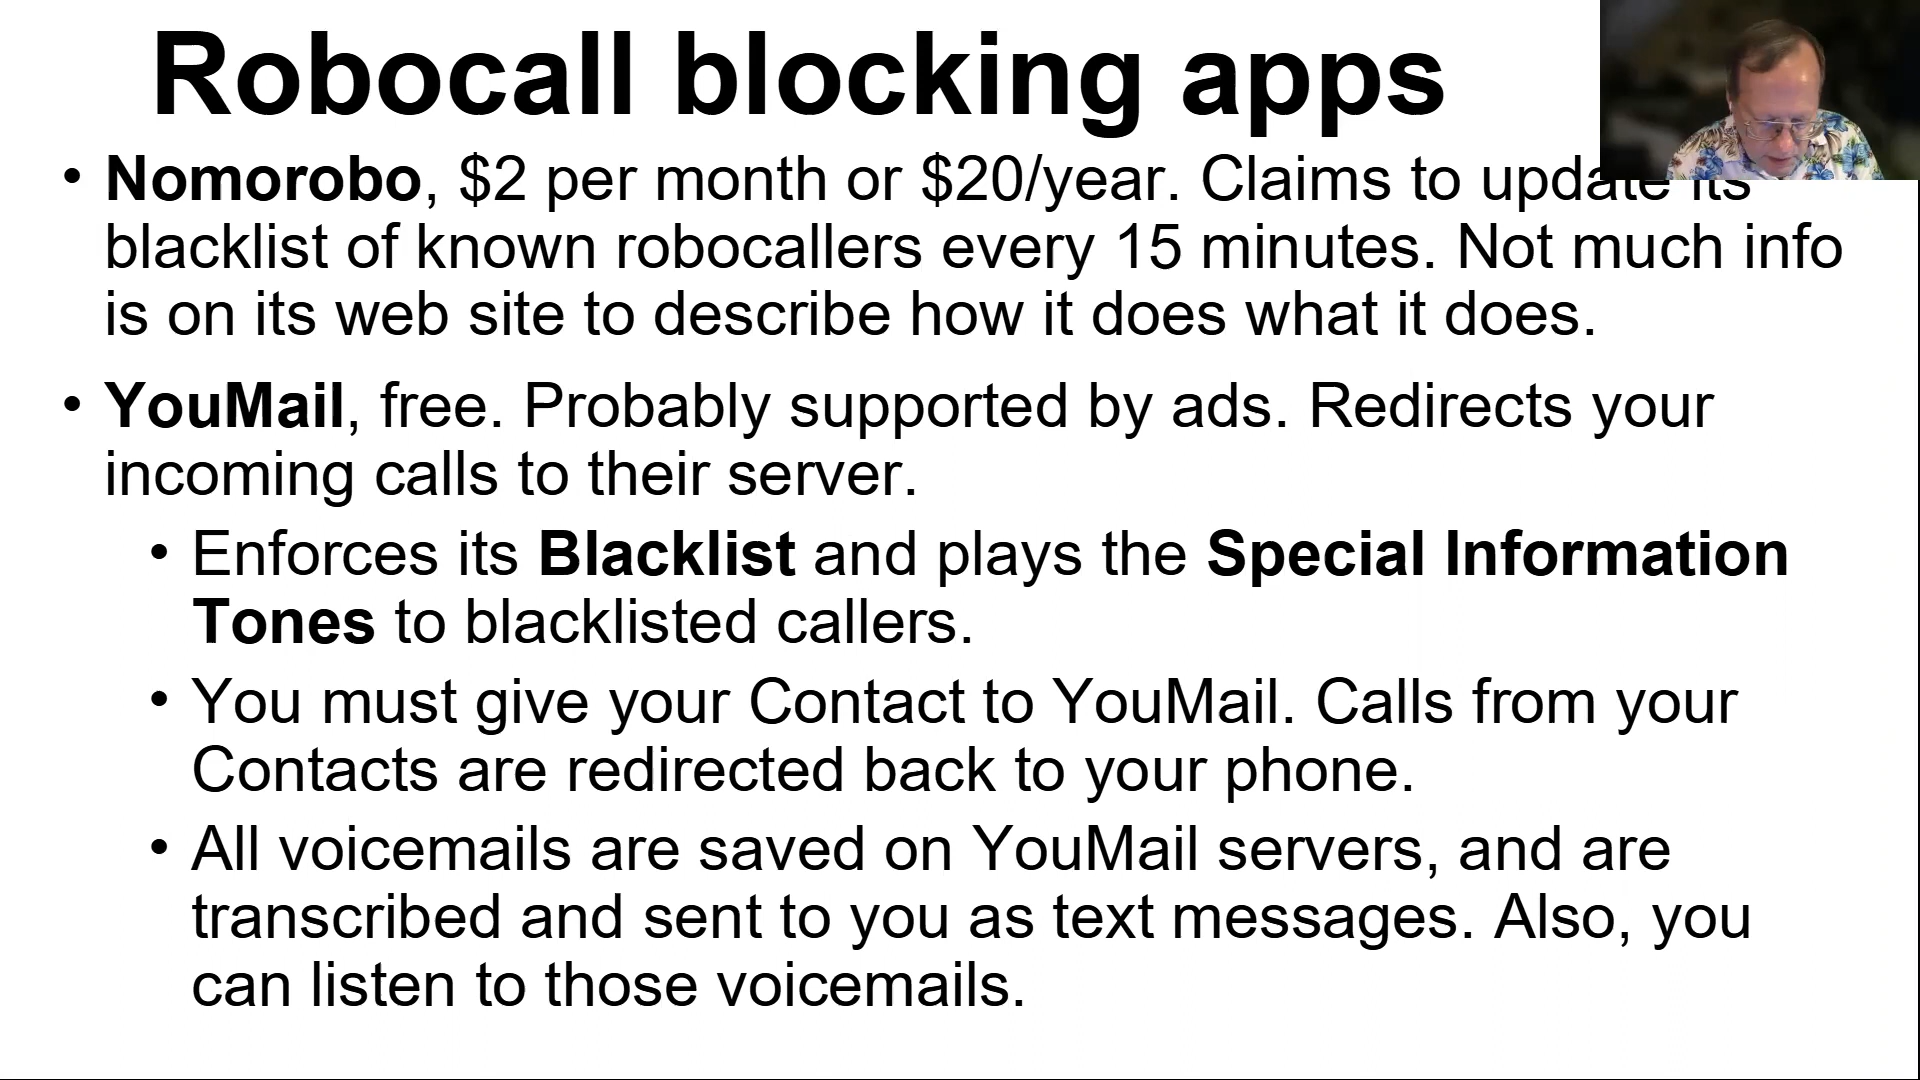 Robocall blocking apps
• Nomorobo, $2 per month or $20/year. Claims to update its
blacklist of known robocallers every 15 minutes. Not much info
is on its web site to describe how it does what it does.
• YouMail, free. Probably supported by ads. Redirects your
incoming calls to their server.
• Enforces its Blacklist and plays the Special Information
Tones to blacklisted callers.
• You must give your Contact to YouMail. Calls from your
Contacts are redirected back to your phone.
• All voicemails are saved on YouMail servers, and are
transcribed and sent to you as text messages. Also, you
can listen to those voicemails.